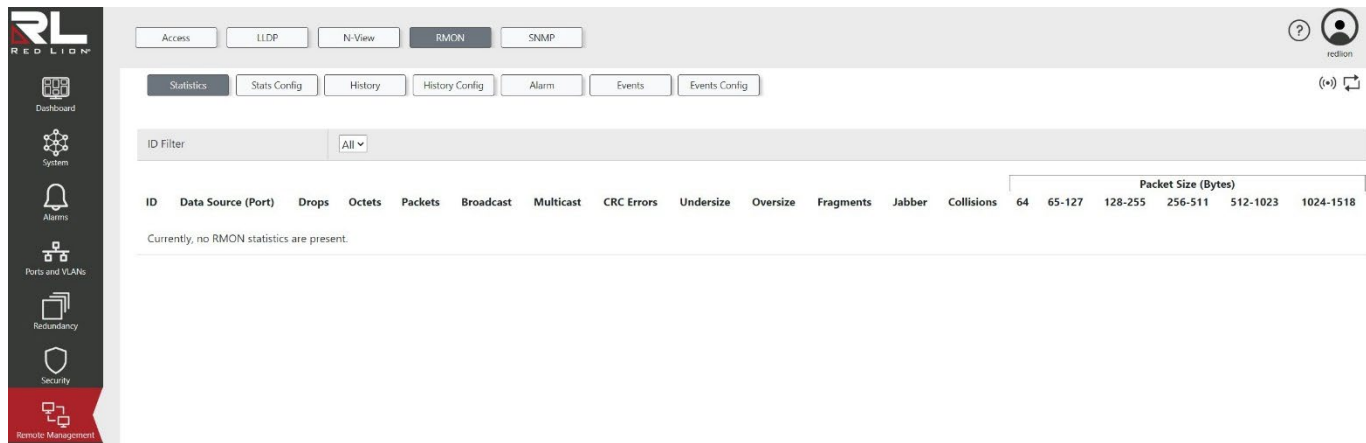 RL
RED LION
Access LLDP N-View RMON SNMP
?
redlion
Dashboard
System
Alarms
Ports and VLANs
Redundancy
Security
Remote Management
Statistics Stats Config History History Config Alarm Events Events Config
ID Filter All
Packet Size (Bytes)
ID Data Source (Port) Drops Octets Packets Broadcast Multicast CRC Errors Undersize Oversize Fragments Jabber Collisions 64 65-127 128-255 256-511 512-1023 1024-1518
Currently, no RMON statistics are present.